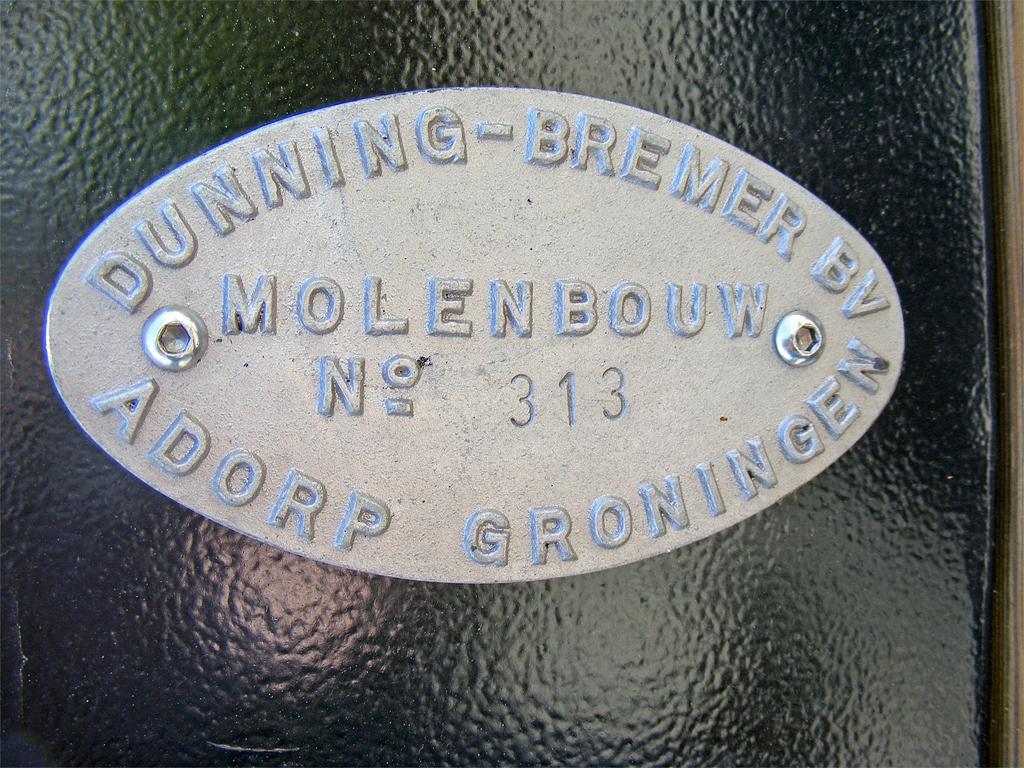 DUNNING-BREMER BV
MOLENBOUW
Nº 313
ADORP GRONINGEN